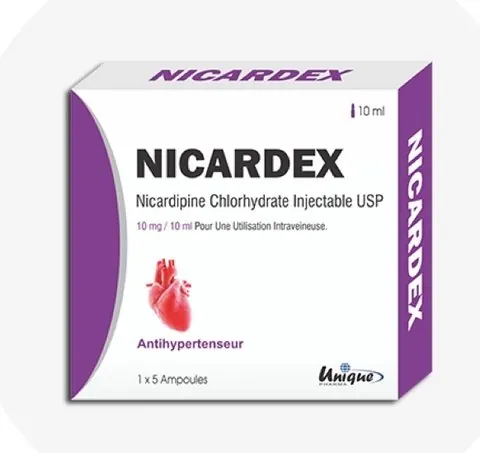 NICARDEX
10 ml
NICARDEX
Nicardipine Chlorhydrate Injectable USP
10 mg / 10 ml Pour Une Utilisation Intraveineuse.
Antihypertenseur
1 x 5 Ampoules
Unique
PHARMA
NICARDEX